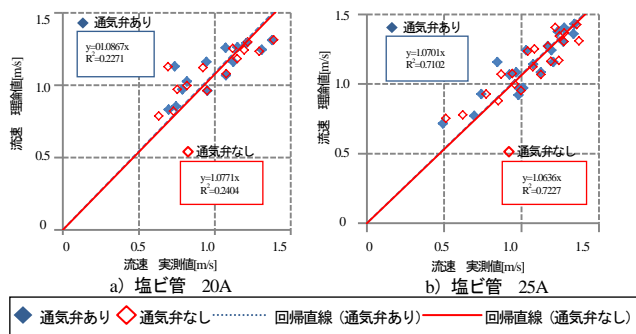 通気弁あり
y=01.0867x
R²=0.2271
通気弁なし
y=1.0771x
R²=0.2404
流速　理論値[m/s]
1.5
1.0
0.5
0
0
0.5
1.0
1.5
流速　実測値[m/s]
a） 塩ビ管　20A
通気弁あり
y=1.0701x
R²=0.7102
通気弁なし
y=1.0636x
R²=0.7227
流速　理論値[m/s]
1.5
1.0
0.5
0
0
0.5
1.0
1.5
流速　実測値[m/s]
b） 塩ビ管　25A
通気弁あり　通気弁なし　回帰直線（通気弁あり）　回帰直線（通気弁なし）